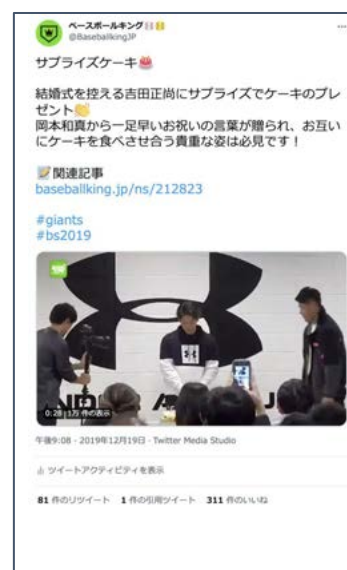 ベースボールキング
@BaseballkingJP
サプライズケーキ
結婚式を控える吉田正尚にサプライズでケーキのプレ
ゼント
岡本和真から一足早いお祝いの言葉が贈られ、お互い
にケーキを食べさせ合う貴重な姿は必見です！
関連記事
baseballking.jp/ns/212823
#giants
#bs2019
0:28 1万 件の表示
午後9:08 · 2019年12月19日 · Twitter Media Studio
ツイートアクティビティを表示
81 件のリツイート 1 件の引用ツイート 311 件のいいね